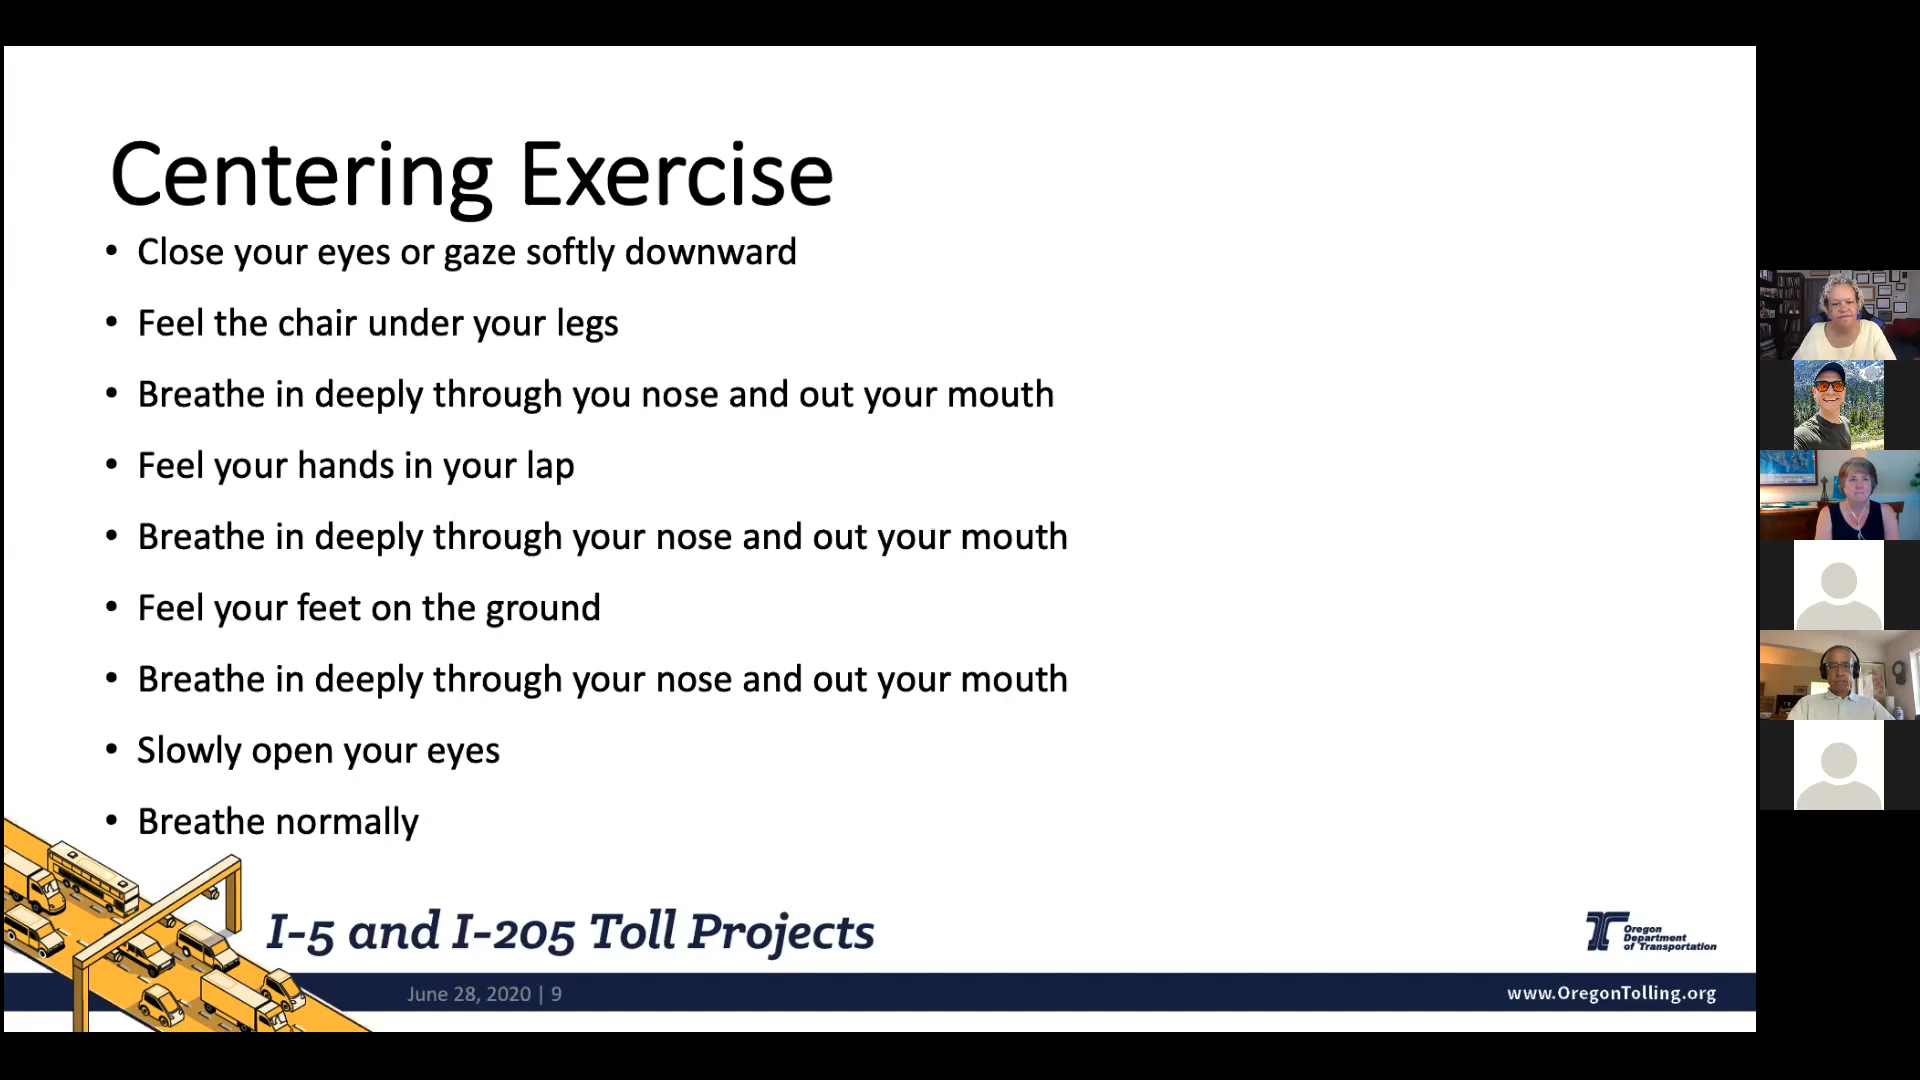 Centering Exercise
• Close your eyes or gaze softly downward
• Feel the chair under your legs
• Breathe in deeply through you nose and out your mouth
• Feel your hands in your lap
• Breathe in deeply through your nose and out your mouth
• Feel your feet on the ground
• Breathe in deeply through your nose and out your mouth
• Slowly open your eyes
• Breathe normally
I-5 and I-205 Toll Projects
Oregon
Department
of Transportation
June 28, 2020 | 9
www.OregonTolling.org